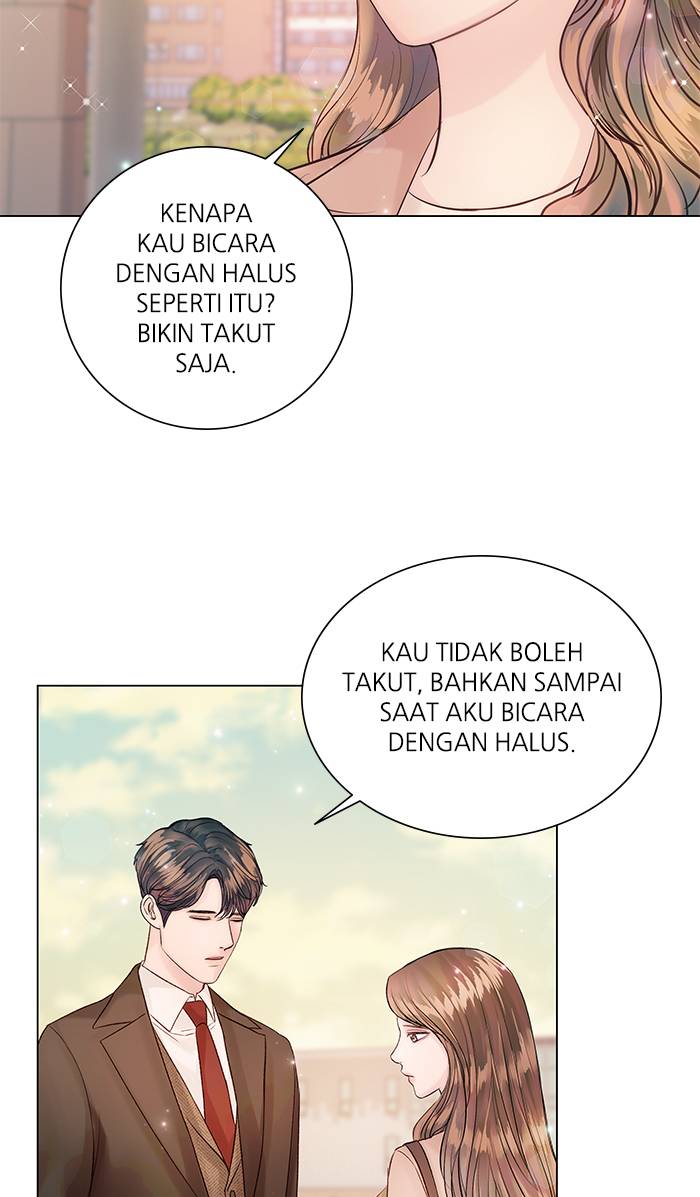 KENAPA
KAU BICARA
DENGAN HALUS
SEPERTI ITU?
BIKIN TAKUT
SAJA.
KAU TIDAK BOLEH
TAKUT, BAHKAN SAMPAI
SAAT AKU BICARA
DENGAN HALUS.